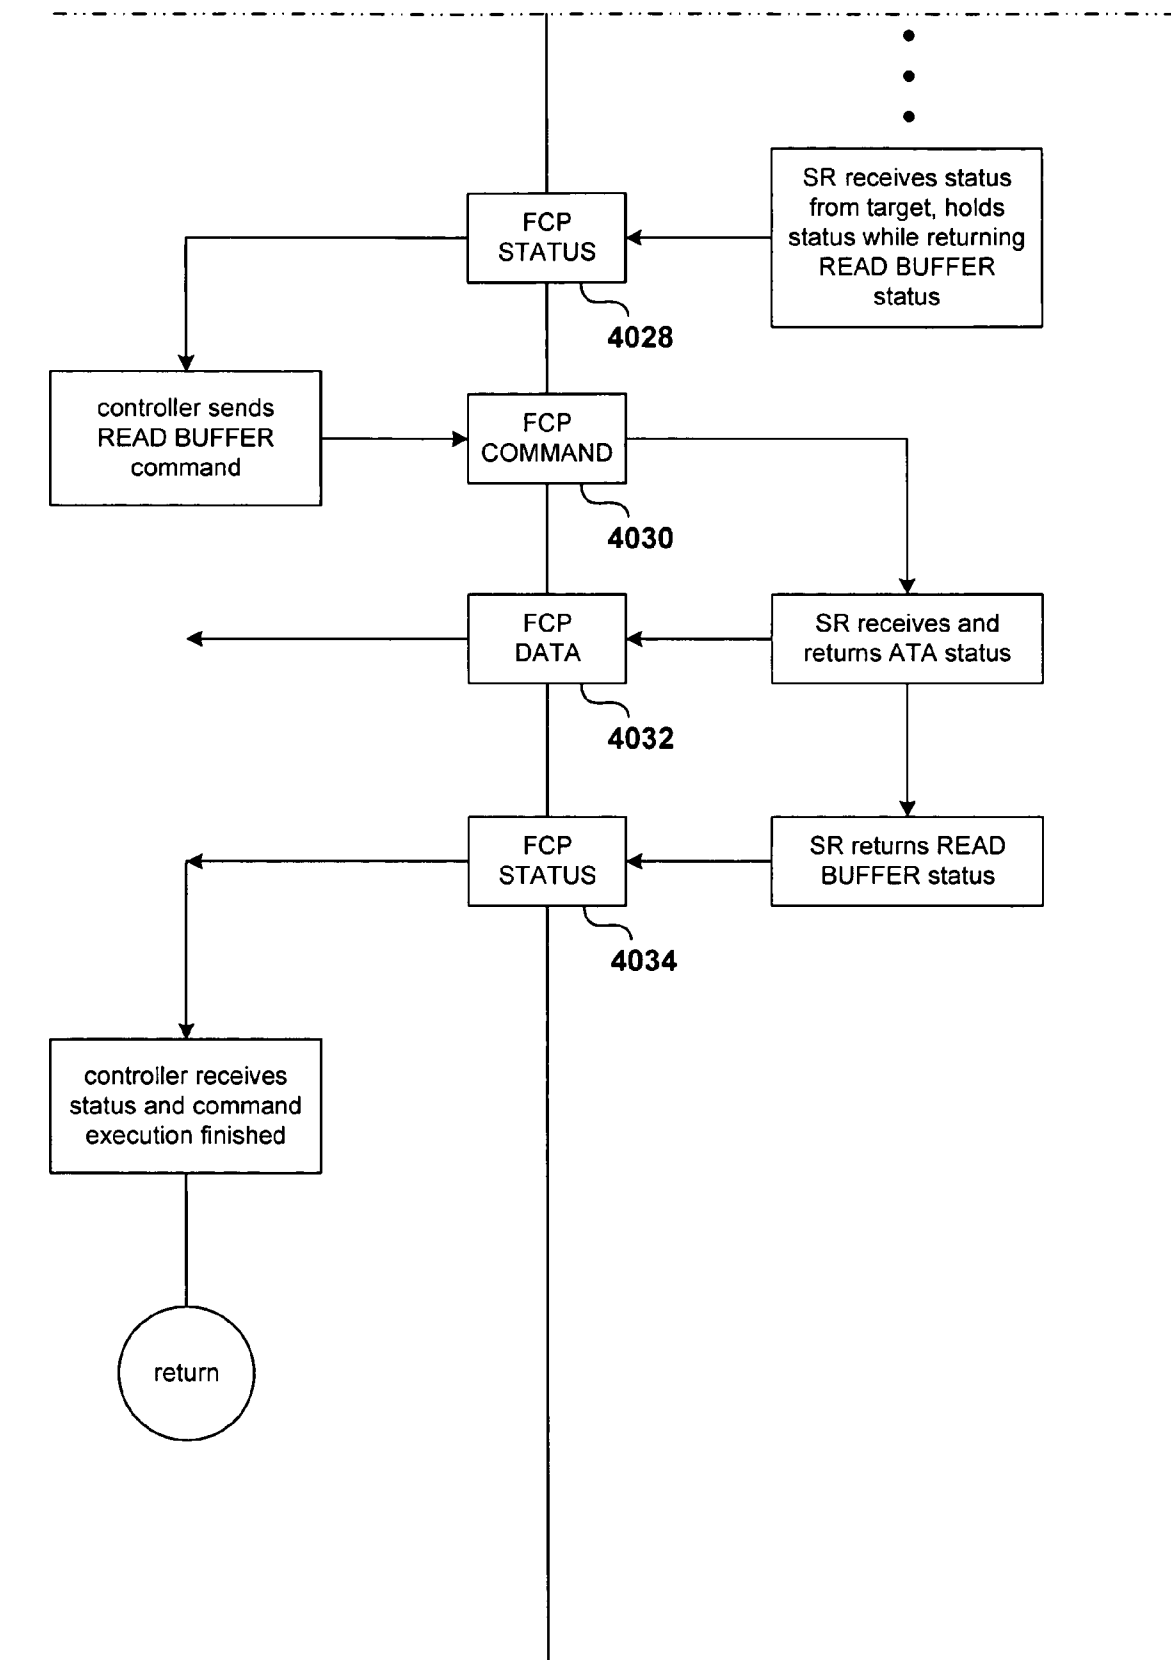 SR receives status
from target, holds
status while returning
READ BUFFER
status
FCP
STATUS
4028
controller sends
READ BUFFER
command
FCP
COMMAND
4030
FCP
DATA
SR receives and
returns ATA status
4032
FCP
STATUS
SR returns READ
BUFFER status
4034
controller receives
status and command
execution finished
return